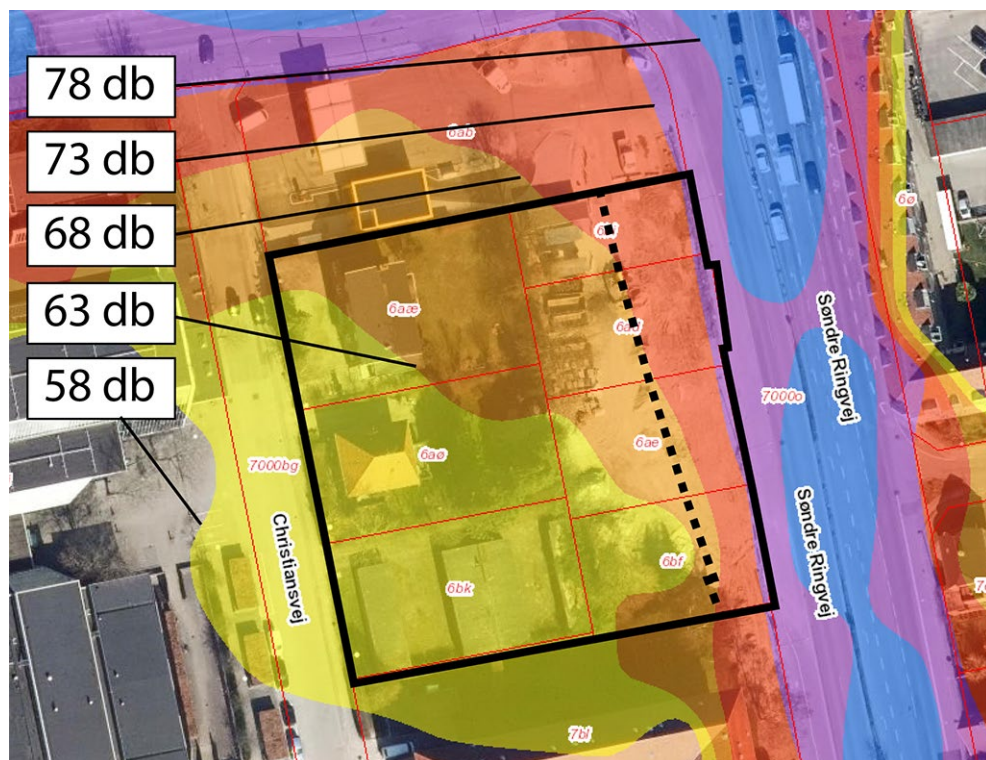 78 db
73 db
68 db
63 db
58 db
6ab
6ø
6aæ
6ad
6ae
6aø
6bf
6bk
7000bg
7000o
7bl
Christiansvej
Søndre Ringvej
Søndre Ringvej